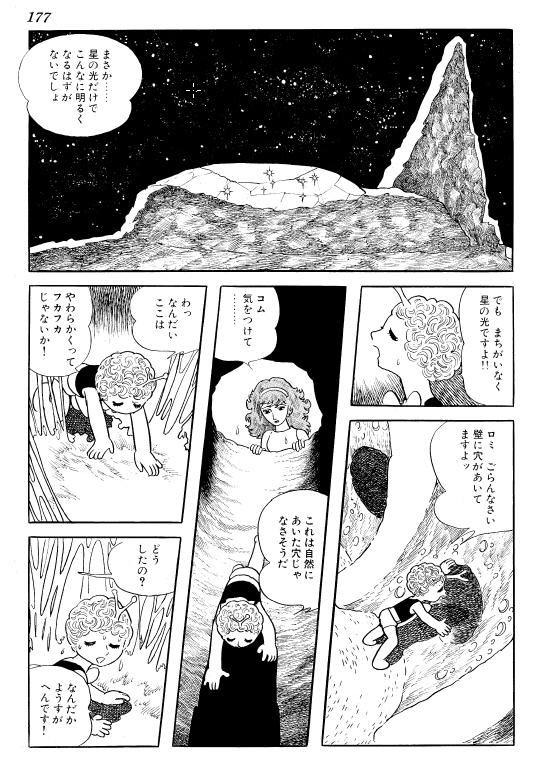 177
まさか……
星の光だけで
こんなに明るく
なるはずが
ないでしょ
でも まちがいなく
星の光ですよ!!
ロミ ごらんなさい
壁に穴があいて
ますよッ
コム
気をつけて
………
これは自然に
あいた穴じゃ
なさそうだ
わっ
なんだい
ここは
やわらかくって
フカフカ
じゃないか!
どう
したの?
なんだか
ようすが
へんです!